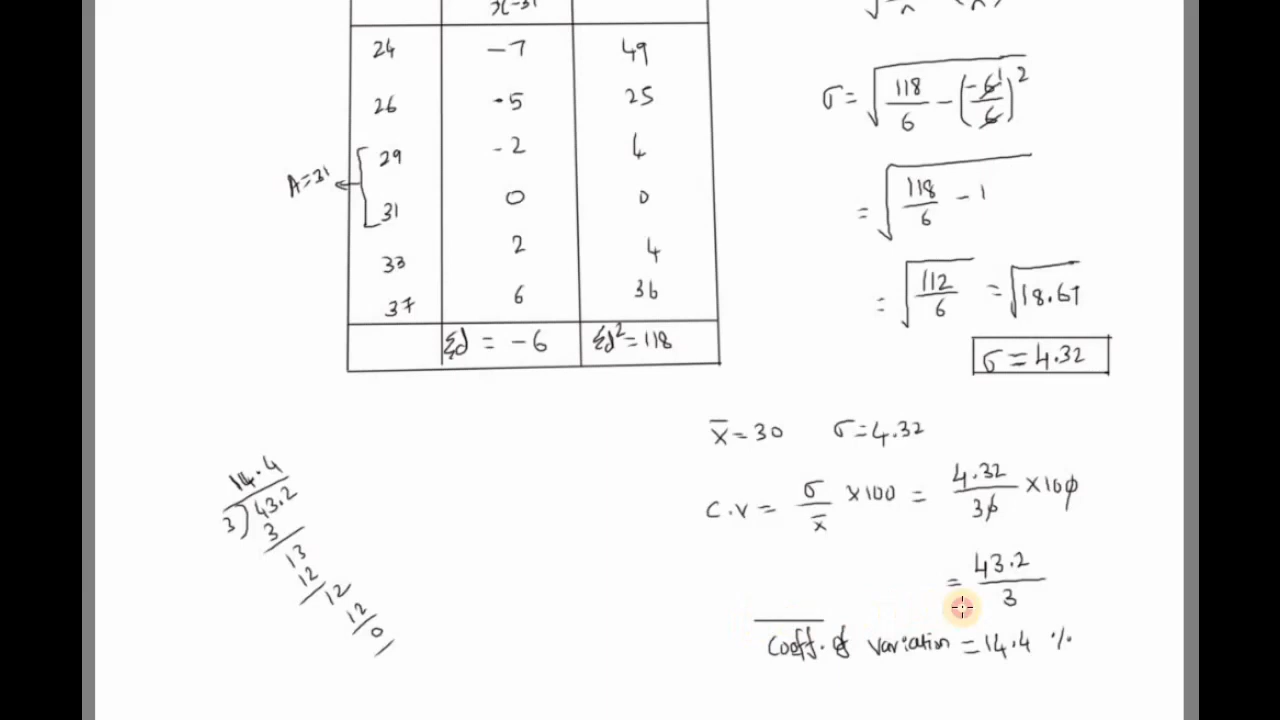 x-31
24 -7 49
26 -5 25
29 -2 4
A=31
31 0 0
33 2 4
37 6 36
Σd = -6 Σd²=118
σ = √118/6 - (-6/6)²
= √118/6 - 1
= √112/6 = √18.67
σ = 4.32
x̄ = 30 σ=4.32
C.V = σ/x̄ ×100 = 4.32/30 ×100
= 43.2/3
Coeff. of variation = 14.4 %
14.4
3)43.2
3
13
12
12
12
0